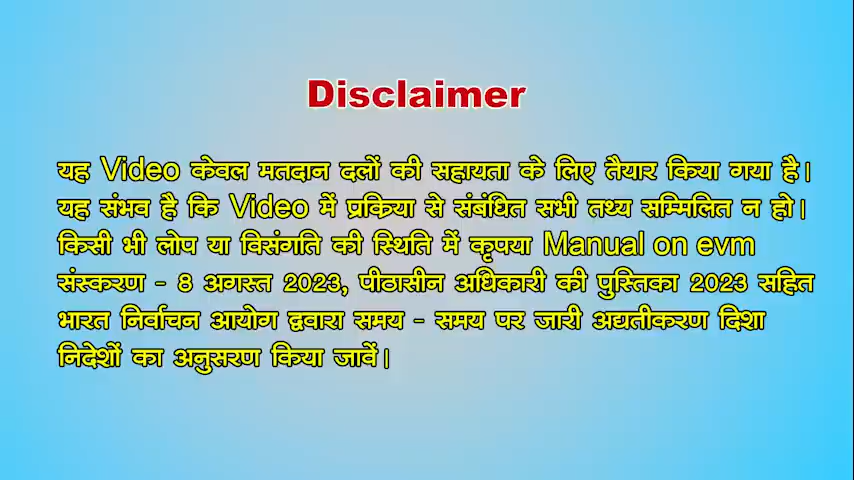 Disclaimer
यह Video केवल मतदान दलों की सहायता के लिए तैयार किया गया है।
यह संभव है कि Video में प्रक्रिया से संबंधित सभी तथ्य सम्मिलित न हो।
किसी भी लोप या विसंगति की स्थिति में कृपया Manual on evm
संस्करण - 8 अगस्त 2023, पीठासीन अधिकारी की पुस्तिका 2023 सहित
भारत निर्वाचन आयोग द्ववारा समय - समय पर जारी अद्यतीकरण दिशा
निदेशों का अनुसरण किया जावें।